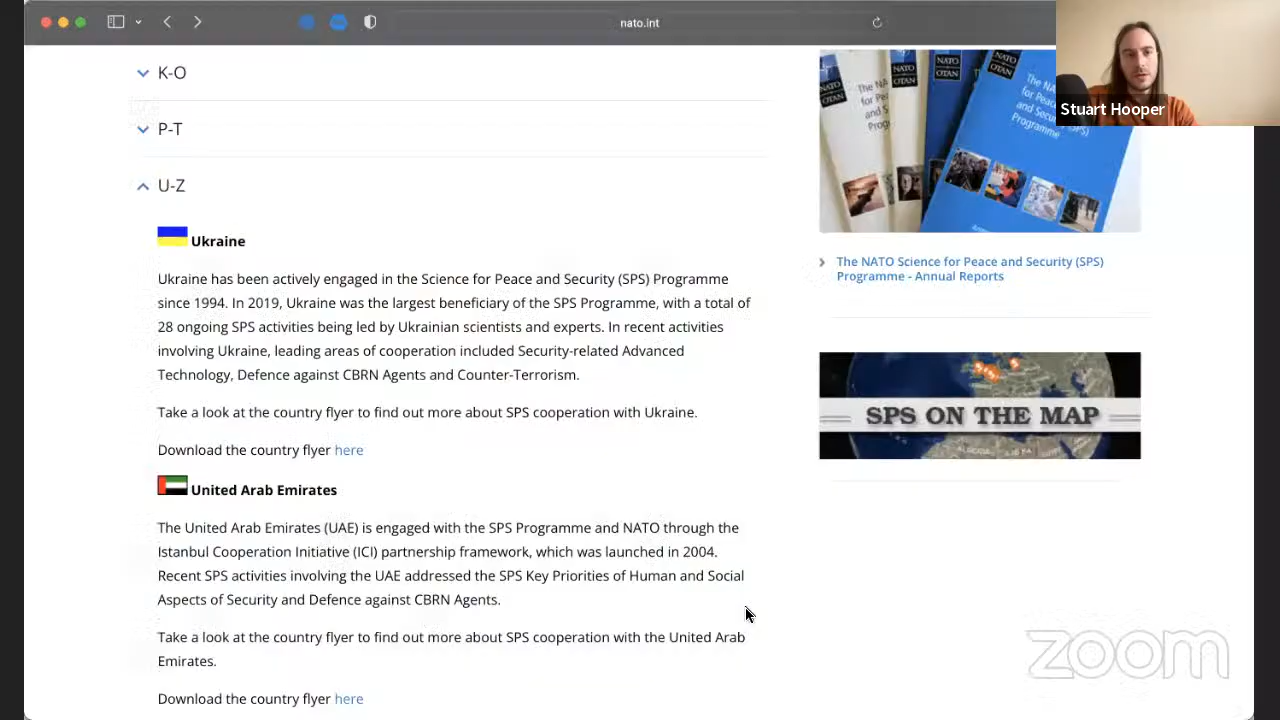 nato.int
K-O
P-T
U-Z
Ukraine
Ukraine has been actively engaged in the Science for Peace and Security (SPS) Programme
since 1994. In 2019, Ukraine was the largest beneficiary of the SPS Programme, with a total of
28 ongoing SPS activities being led by Ukrainian scientists and experts. In recent activities
involving Ukraine, leading areas of cooperation included Security-related Advanced
Technology, Defence against CBRN Agents and Counter-Terrorism.
Take a look at the country flyer to find out more about SPS cooperation with Ukraine.
Download the country flyer here
United Arab Emirates
The United Arab Emirates (UAE) is engaged with the SPS Programme and NATO through the
Istanbul Cooperation Initiative (ICI) partnership framework, which was launched in 2004.
Recent SPS activities involving the UAE addressed the SPS Key Priorities of Human and Social
Aspects of Security and Defence against CBRN Agents.
Take a look at the country flyer to find out more about SPS cooperation with the United Arab
Emirates.
Download the country flyer here
NATO
OTAN
NATO
OTAN
NATO
OTAN
NATO
OTAN
The NATO Science for Peace and Security (SPS)
Programme - Annual Reports
SPS ON THE MAP
Stuart Hooper
zoom